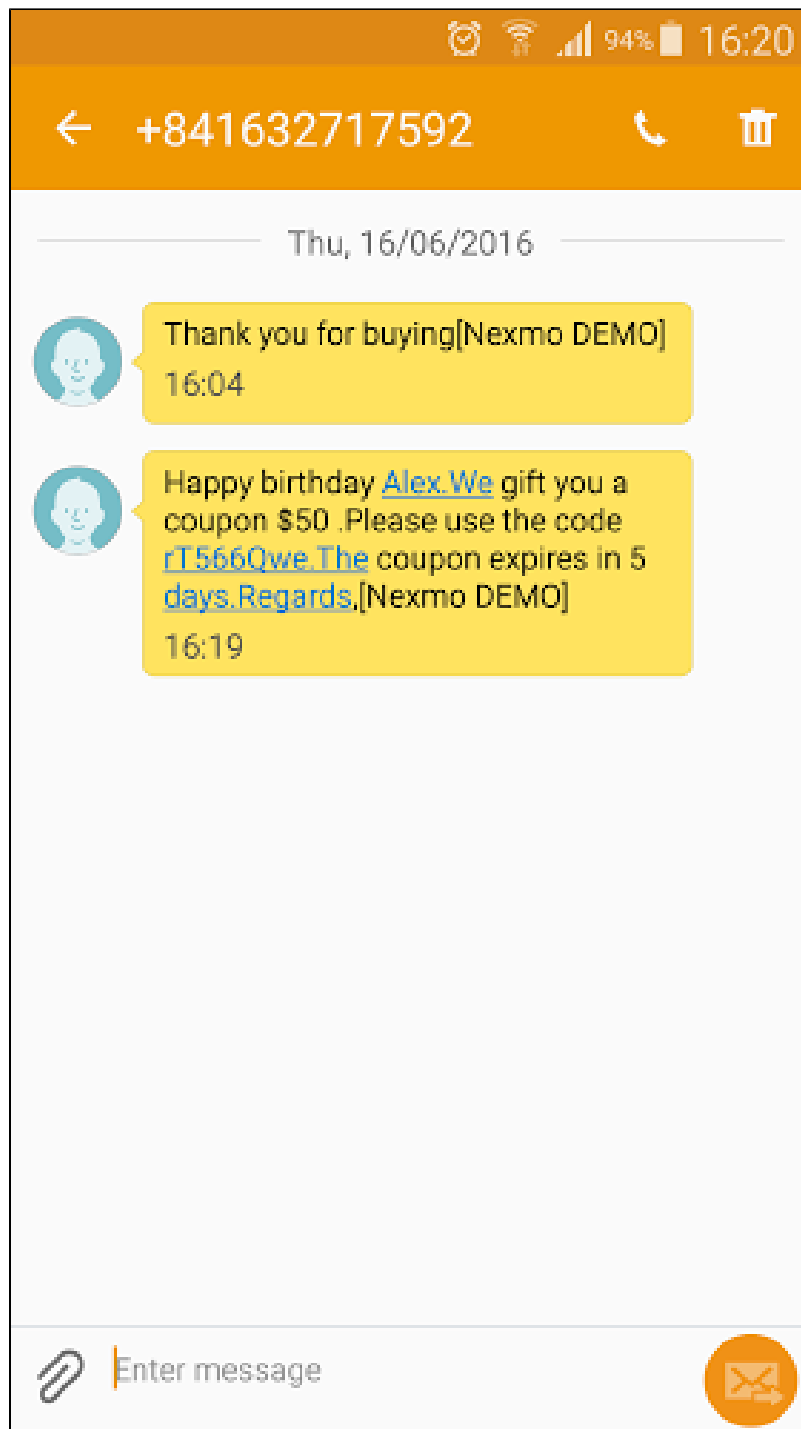 94% 16:20
+841632717592
Thu, 16/06/2016
Thank you for buying[Nexmo DEMO]
16:04
Happy birthday Alex.We gift you a
coupon $50 .Please use the code
rT566Qwe.The coupon expires in 5
days.Regards,[Nexmo DEMO]
16:19
Enter message